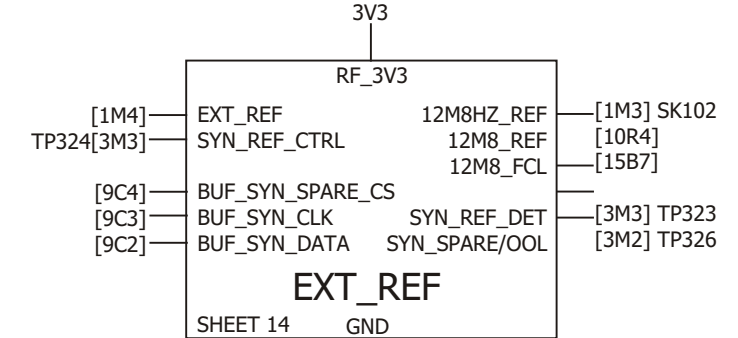 3V3
RF_3V3
[1M4] EXT_REF 12M8HZ_REF [1M3] SK102
TP324[3M3] SYN_REF_CTRL 12M8_REF [10R4]
12M8_FCL [15B7]
[9C4] BUF_SYN_SPARE_CS
[9C3] BUF_SYN_CLK SYN_REF_DET [3M3] TP323
[9C2] BUF_SYN_DATA SYN_SPARE/OOL [3M2] TP326
EXT_REF
SHEET 14 GND